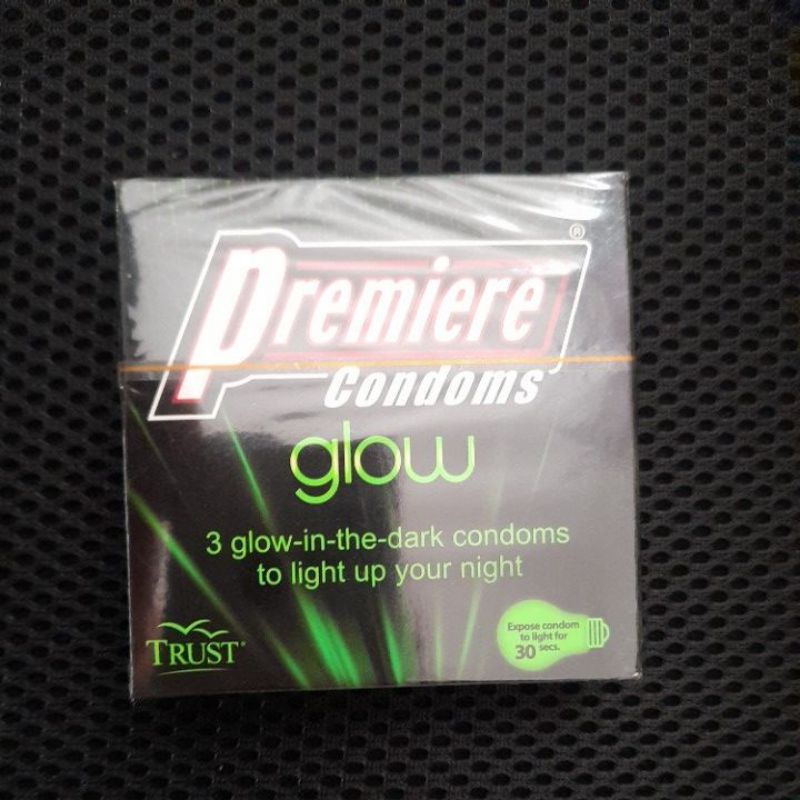 Premiere®
Condoms
glow
3 glow-in-the-dark condoms
to light up your night
Expose condom
to light for
30 secs.
TRUST®